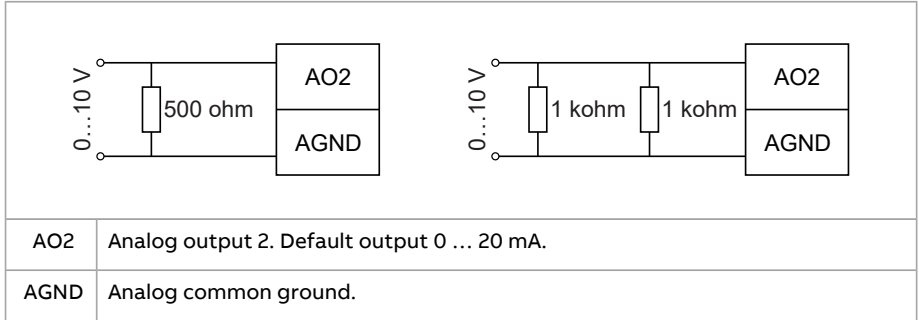 0…10 V
500 ohm
AO2
AGND
0…10 V
1 kohm
1 kohm
AO2
AGND
AO2 Analog output 2. Default output 0 … 20 mA.
AGND Analog common ground.